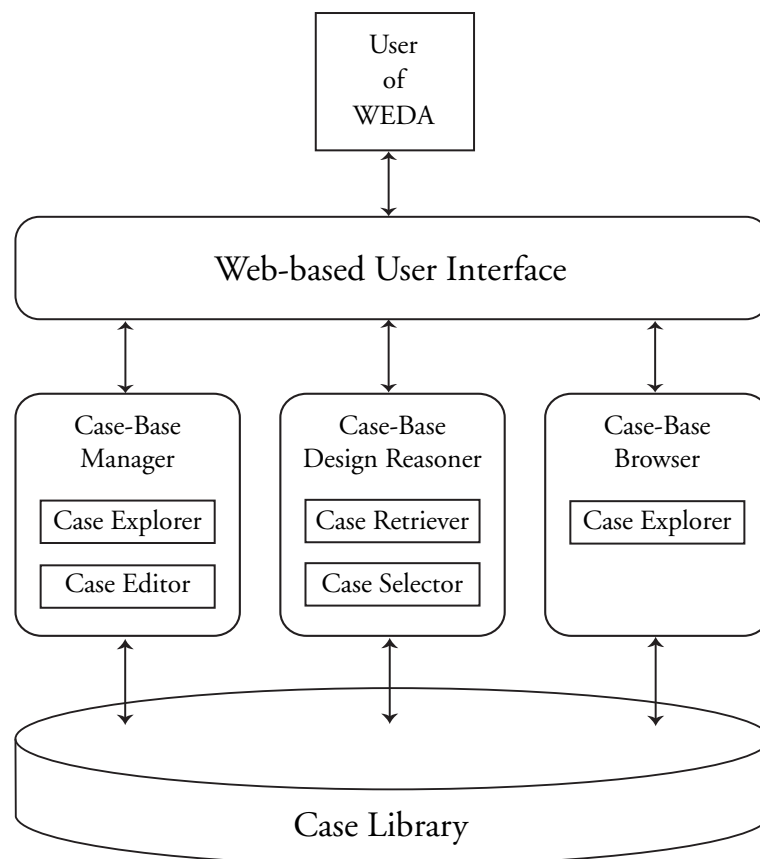 User
of
WEDA
Web-based User Interface
Case-Base
Manager
Case Explorer
Case Editor
Case-Base
Design Reasoner
Case Retriever
Case Selector
Case-Base
Browser
Case Explorer
Case Library